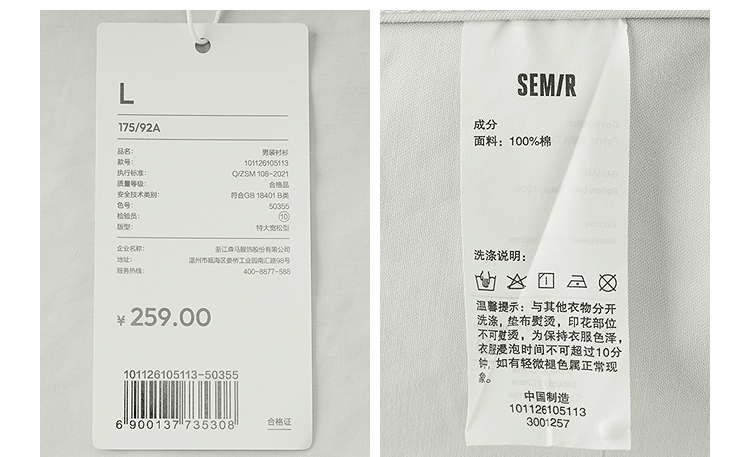 L
175/92A
品名: 男装衬衫
款号: 101126105113
执行标准: Q/ZSM 108-2021
质量等级: 合格品
安全技术类别: 符合GB 18401 B类
色号: 50355
检验员: 10
版型: 特大宽松型
企业名称: 浙江森马服饰股份有限公司
地址: 温州市瓯海区娄桥工业园南汇路98号
服务热线: 400-8877-588
¥ 259.00
101126105113-50355
6 900137 735308
合格证
SEMIR
成分
面料：100%棉
洗涤说明：
温馨提示：与其他衣物分开
洗涤，垫布熨烫，印花部位
不可熨烫，为保持衣服色泽，
衣服浸泡时间不可超过10分
钟，如有轻微褪色属正常现
象。
中国制造
101126105113
3001257